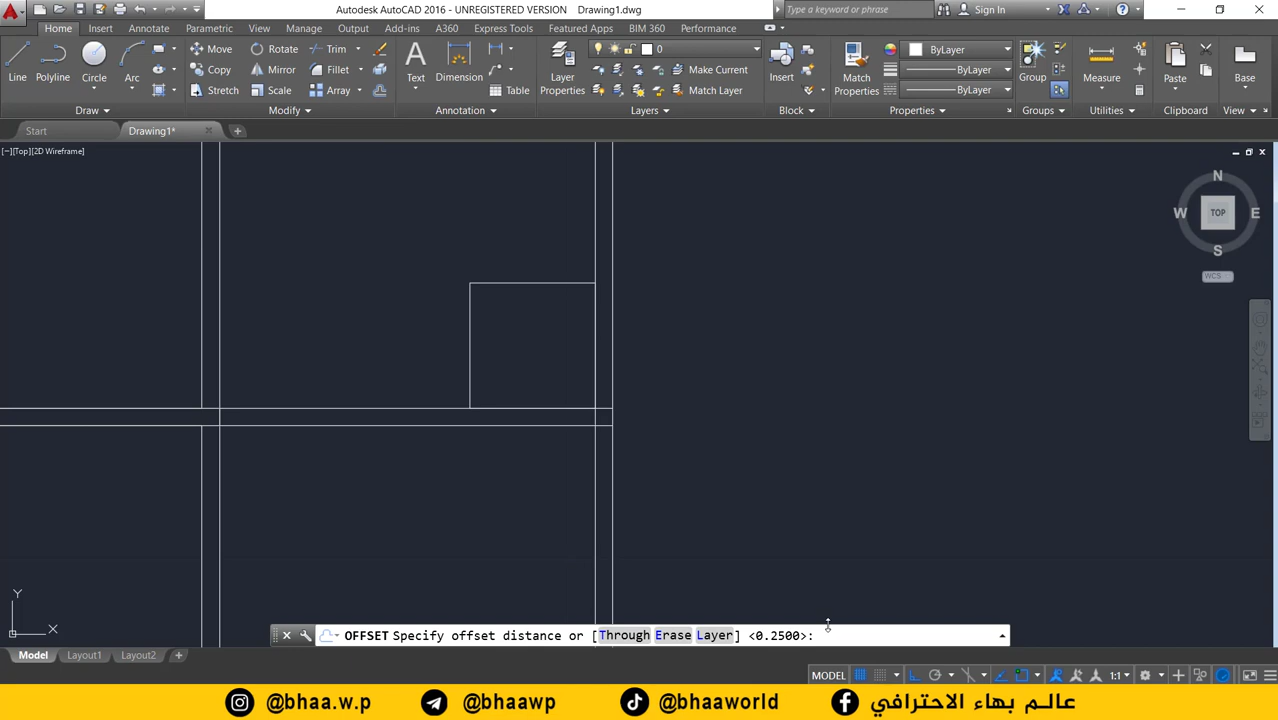 Autodesk AutoCAD 2016 - UNREGISTERED VERSION Drawing1.dwg
Type a keyword or phrase
Sign In
Home Insert Annotate Parametric View Manage Output Add-ins A360 Express Tools Featured Apps BIM 360 Performance
Line Polyline Circle Arc
Move Rotate Trim
Copy Mirror Fillet
Stretch Scale Array
Text Dimension Table
Layer Properties
0
Make Current
Match Layer
Insert
Match Properties
ByLayer
ByLayer
ByLayer
Group Measure Paste Base
Draw Modify Annotation Layers Block Properties Groups Utilities Clipboard View
Start Drawing1*
[−][Top][2D Wireframe]
N
W TOP E
S
WCS
Y
X
OFFSET Specify offset distance or [Through Erase Layer] <0.2500>:
Model Layout1 Layout2
MODEL 1:1
@bhaa.w.p @bhaawp @bhaaworld عالم بهاء الاحترافي